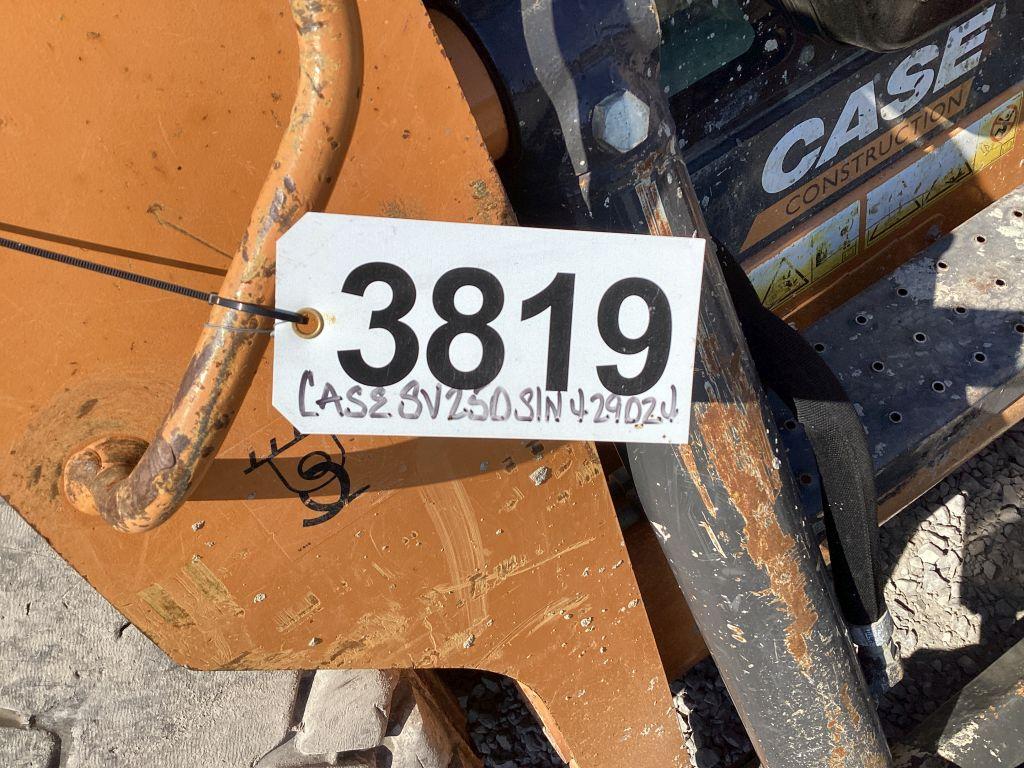 CASE
CONSTRUCTION
3819
CASE SV250 S/N 429024